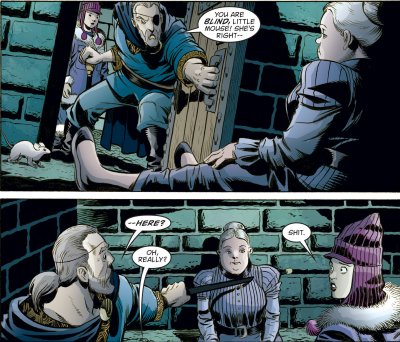 YOU ARE
BLIND, LITTLE
MOUSE! SHE'S
RIGHT--
--HERE?
OH,
REALLY?
SHIT.